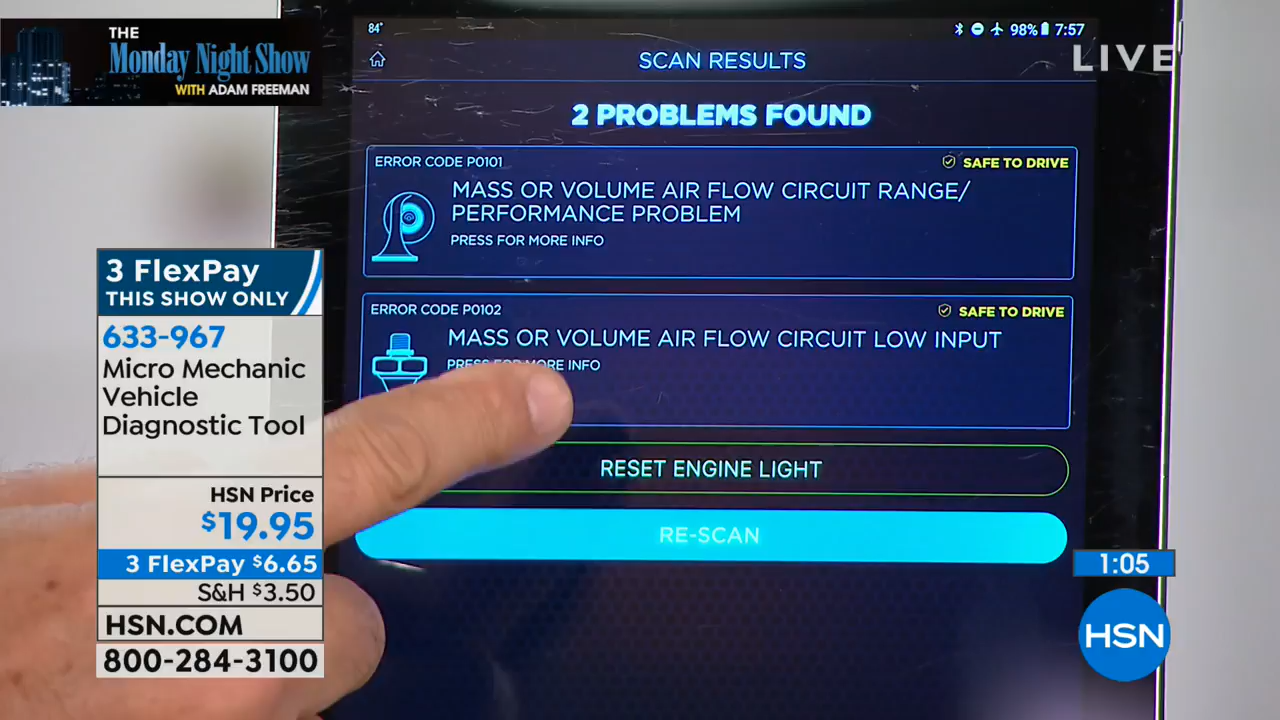 THE
Monday Night Show
WITH ADAM FREEMAN
84°
98% 7:57
LIVE
SCAN RESULTS
2 PROBLEMS FOUND
ERROR CODE P0101
SAFE TO DRIVE
MASS OR VOLUME AIR FLOW CIRCUIT RANGE/
PERFORMANCE PROBLEM
PRESS FOR MORE INFO
ERROR CODE P0102
SAFE TO DRIVE
MASS OR VOLUME AIR FLOW CIRCUIT LOW INPUT
PRESS FOR MORE INFO
RESET ENGINE LIGHT
RE-SCAN
3 FlexPay
THIS SHOW ONLY
633-967
Micro Mechanic
Vehicle
Diagnostic Tool
HSN Price
$19.95
3 FlexPay $6.65
S&H $3.50
HSN.COM
800-284-3100
1:05
HSN